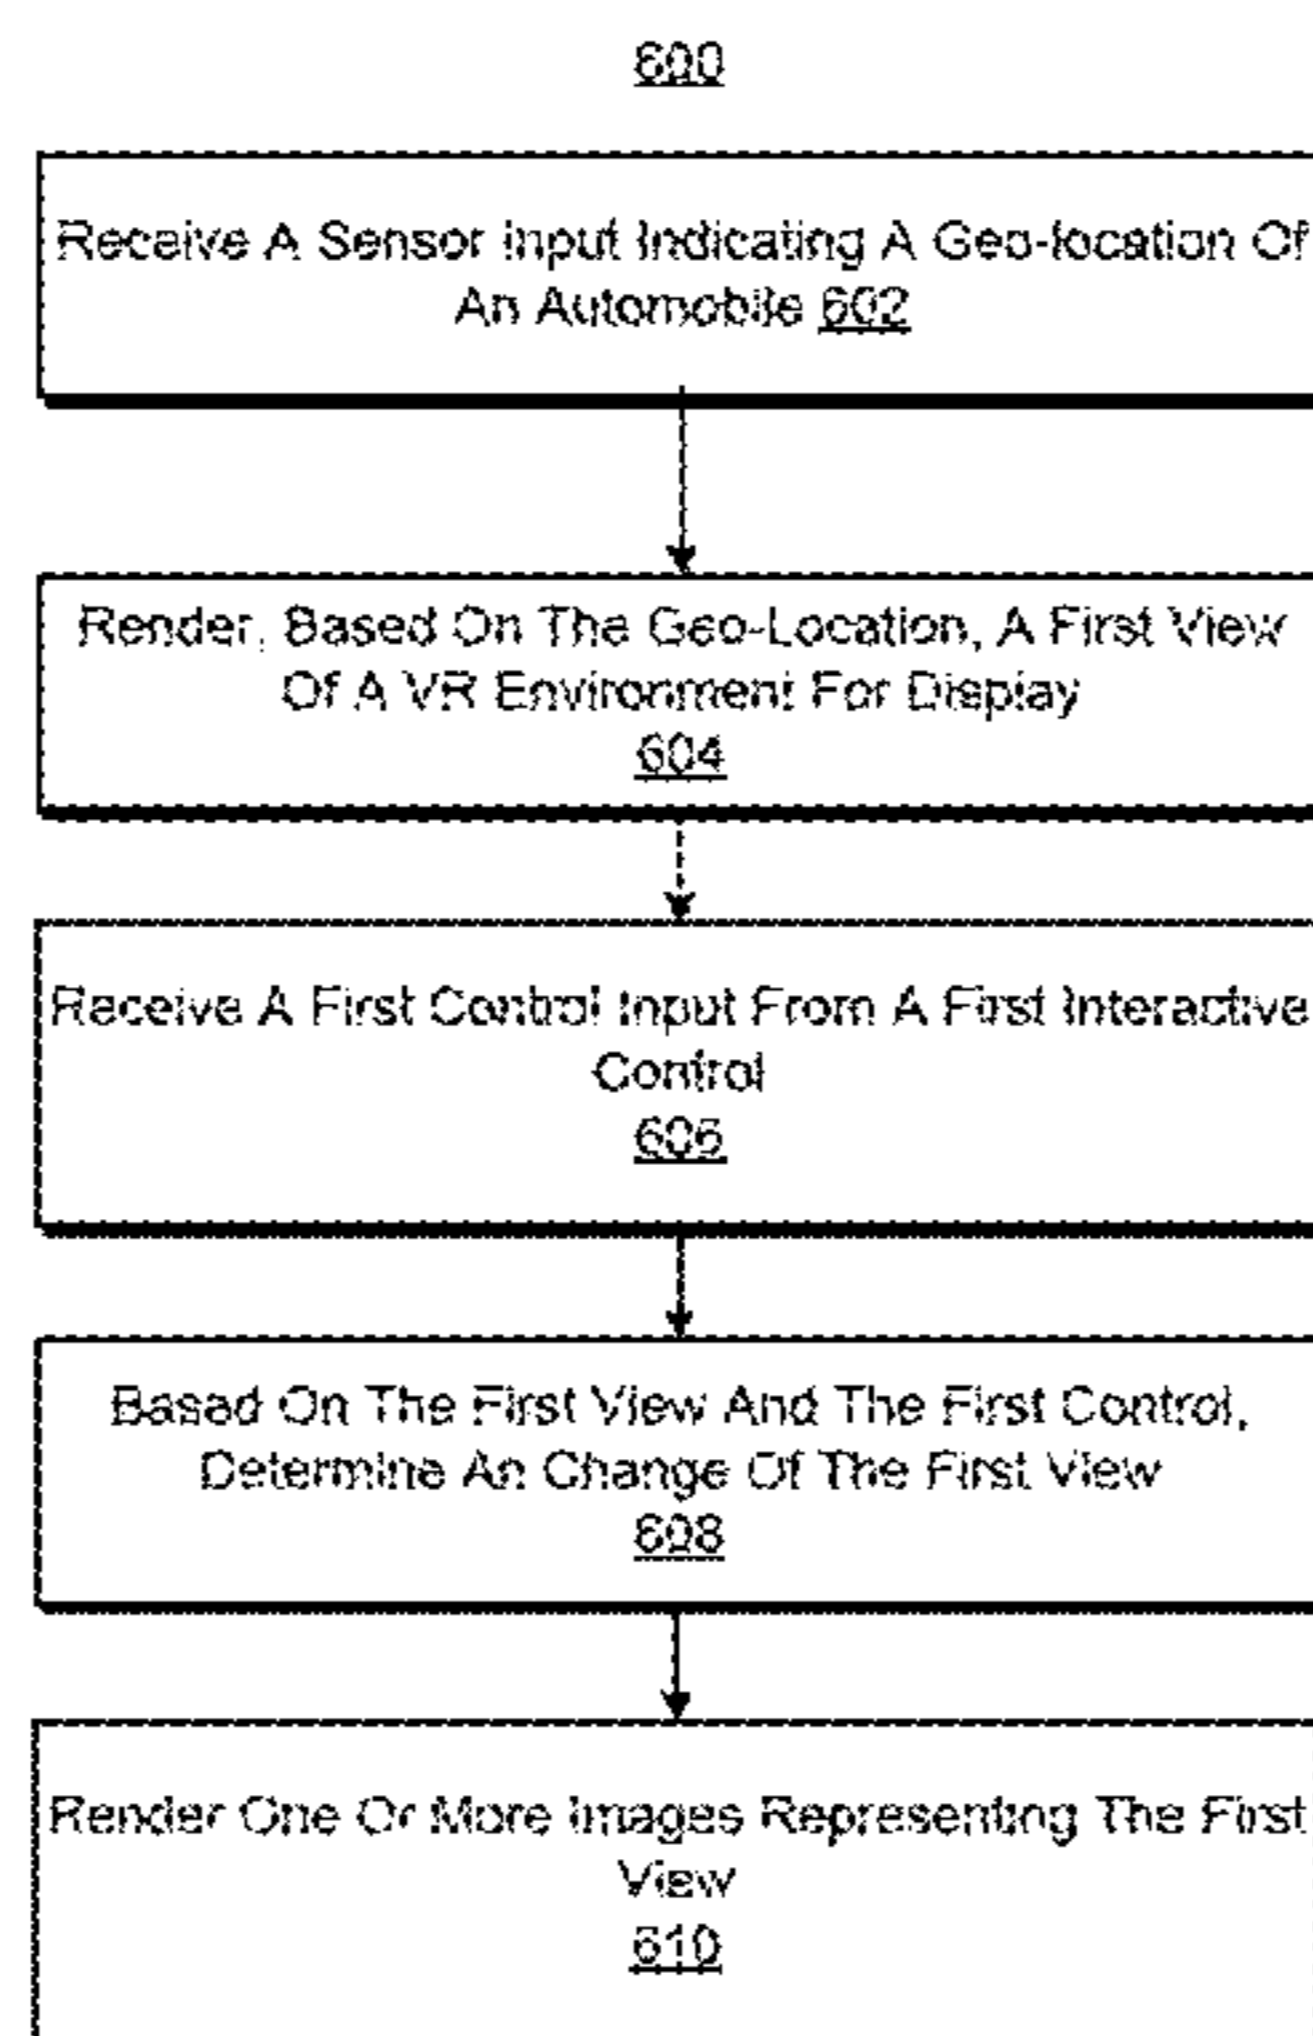 600
Receive A Sensor Input Indicating A Geo-location Of
An Automobile 602
Render, Based On The Geo-Location, A First View
Of A VR Environment For Display
604
Receive A First Control Input From A First Interactive
Control
606
Based On The First View And The First Control,
Determine An Change Of The First View
608
Render One Or More Images Representing The First
View
610